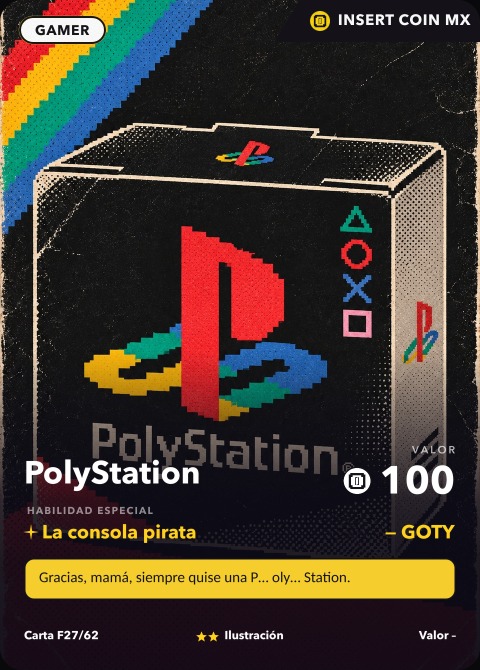 GAMER
INSERT COIN MX
PolyStation®
VALOR
PolyStation
100
HABILIDAD ESPECIAL
La consola pirata
– GOTY
Gracias, mamá, siempre quise una P... oly... Station.
Carta F27/62
Ilustración
Valor –